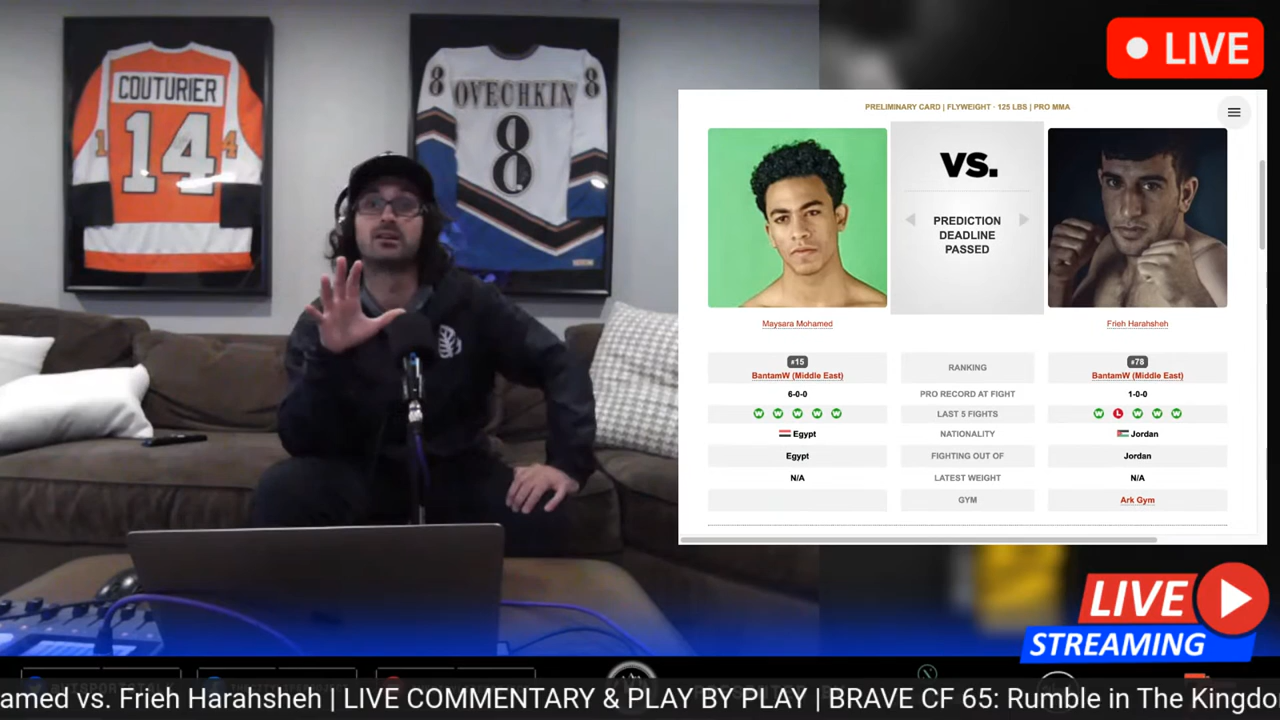 COUTURIER
14
1
4
8
8
OVECHKIN
8
LIVE
PRELIMINARY CARD | FLYWEIGHT · 125 LBS | PRO MMA
VS.
PREDICTION
DEADLINE
PASSED
Maysara Mohamed
Frieh Harahsheh
#15
BantamW (Middle East)
RANKING
#78
BantamW (Middle East)
6-0-0
PRO RECORD AT FIGHT
1-0-0
W W W W W
LAST 5 FIGHTS
W L W W W
Egypt
NATIONALITY
Jordan
Egypt
FIGHTING OUT OF
Jordan
N/A
LATEST WEIGHT
N/A
GYM
Ark Gym
LIVE
STREAMING
amed vs. Frieh Harahsheh | LIVE COMMENTARY & PLAY BY PLAY | BRAVE CF 65: Rumble in The Kingdo